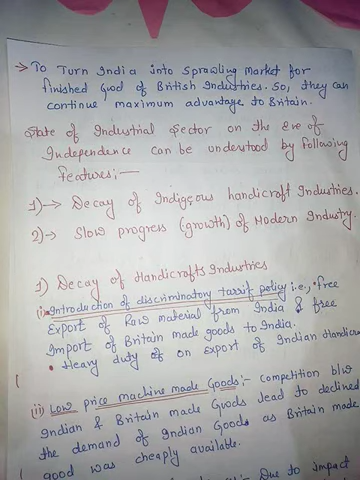 → To Turn India into Sprawling market for
finished Good of British Industries. So, they can
continue maximum advantage to Britain.
State of Industrial Sector on the Eve of
Independence can be understood by following
features:—
1)→ Decay of Indigeous handicraft Industries.
2)→ Slow progress (growth) of Modern Industry.
1) Decay of Handicrafts Industries
(i) Introduction of discriminatory tarrif policy i.e., free
Export of Raw material from India & free
Import of Britain made goods to India.
• Heavy duty of on export of Indian Handicra
(ii) Low price machine made Goods:- competition b/w
Indian & Britain made Goods lead to declined
the demand of Indian Goods as Britain made
good was cheaply available.
Due to impact